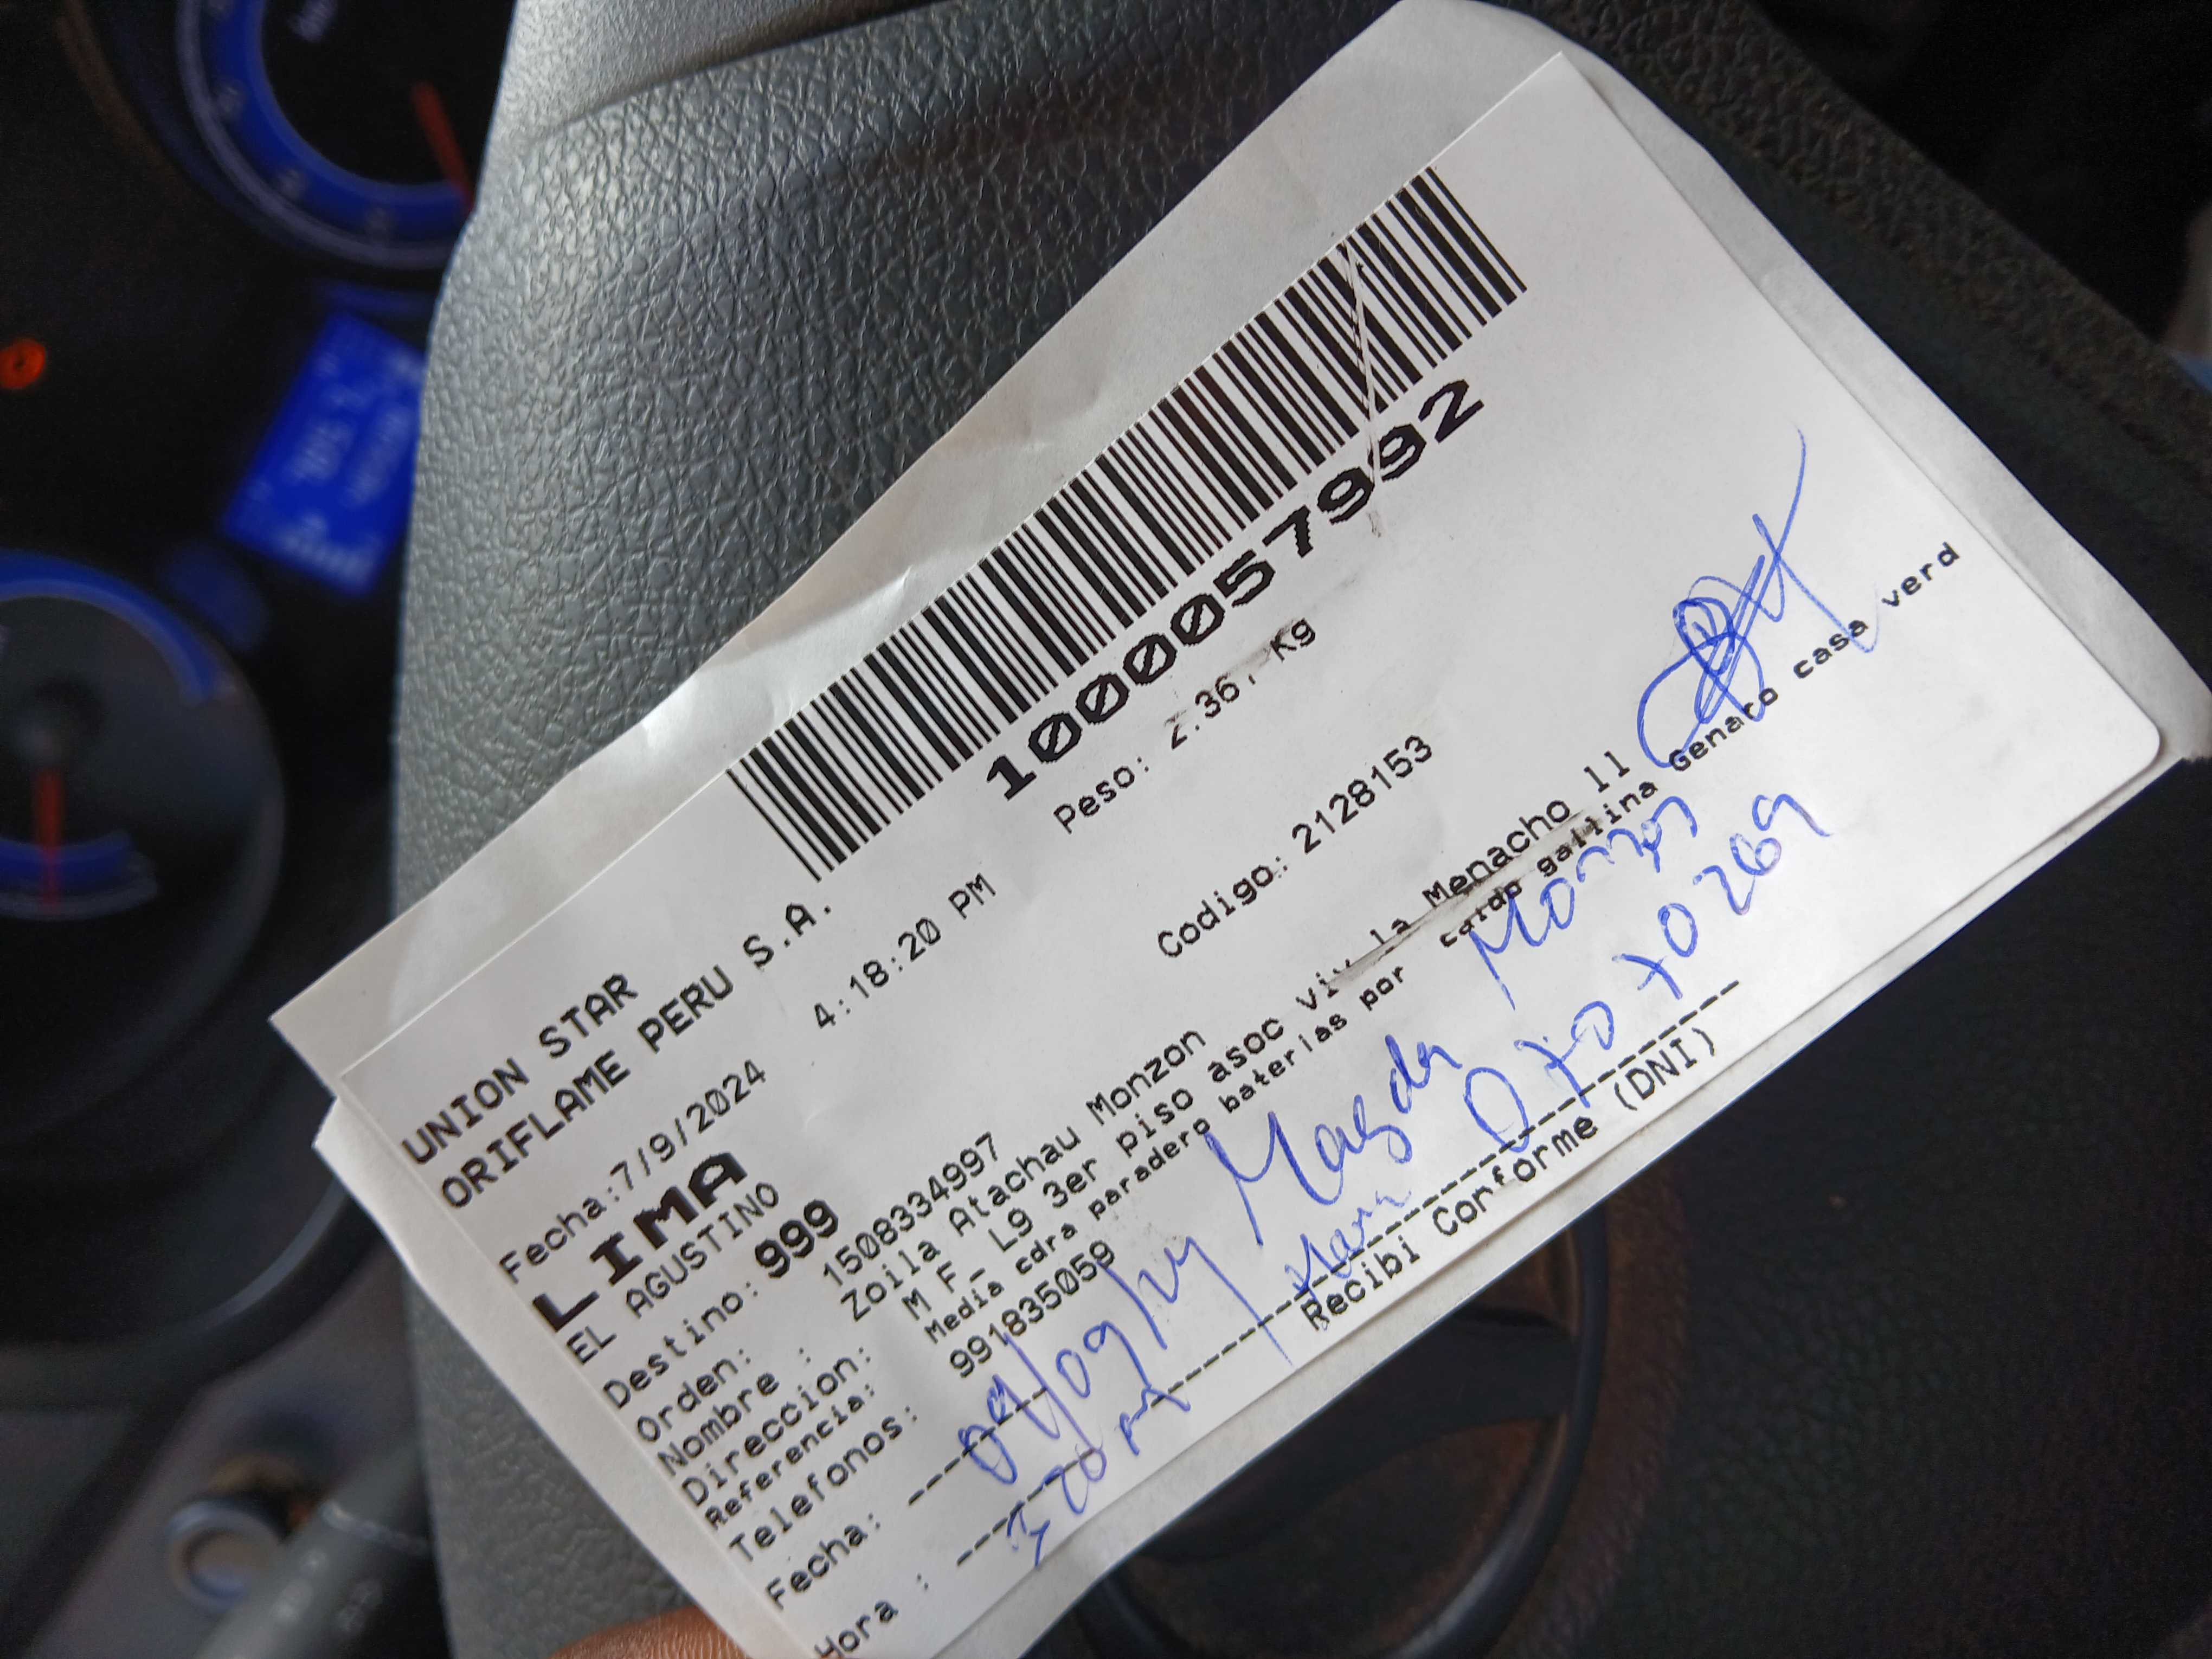 1000057992
UNION STAR
ORIFLAME PERU S.A.
Peso: 2.36, Kg
Fecha:7/9/2024 4:18:20 PM
LIMA
EL AGUSTINO
Destino: 999
Codigo: 2128153
Orden: 1508334997
Nombre : Zoila Atachau Monzon
Direccion: M F_ L9 3er piso asoc viv la Menacho ll
Referencia: Media cdra paradero baterias por caldo gallina Genaro casa verd
Telefonos: 991835059
Fecha: 09/09/24
Magda Monzon
Hora :
Recibi Conforme (DNI)